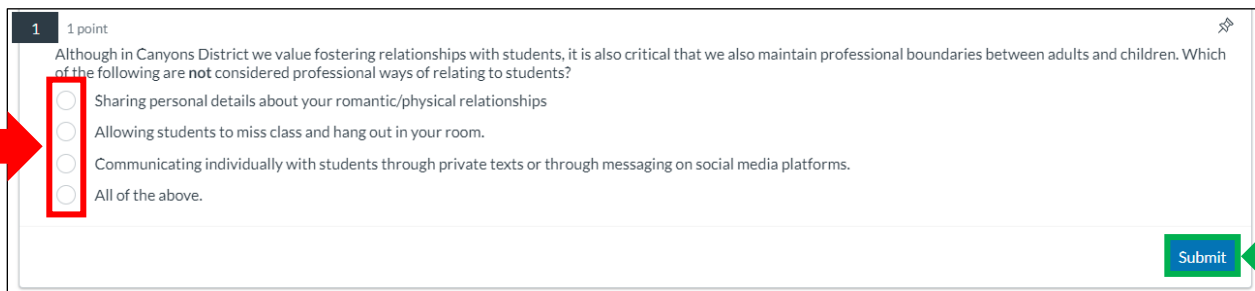 1
1 point
Although in Canyons District we value fostering relationships with students, it is also critical that we also maintain professional boundaries between adults and children. Which
of the following are not considered professional ways of relating to students?
Sharing personal details about your romantic/physical relationships
Allowing students to miss class and hang out in your room.
Communicating individually with students through private texts or through messaging on social media platforms.
All of the above.
Submit